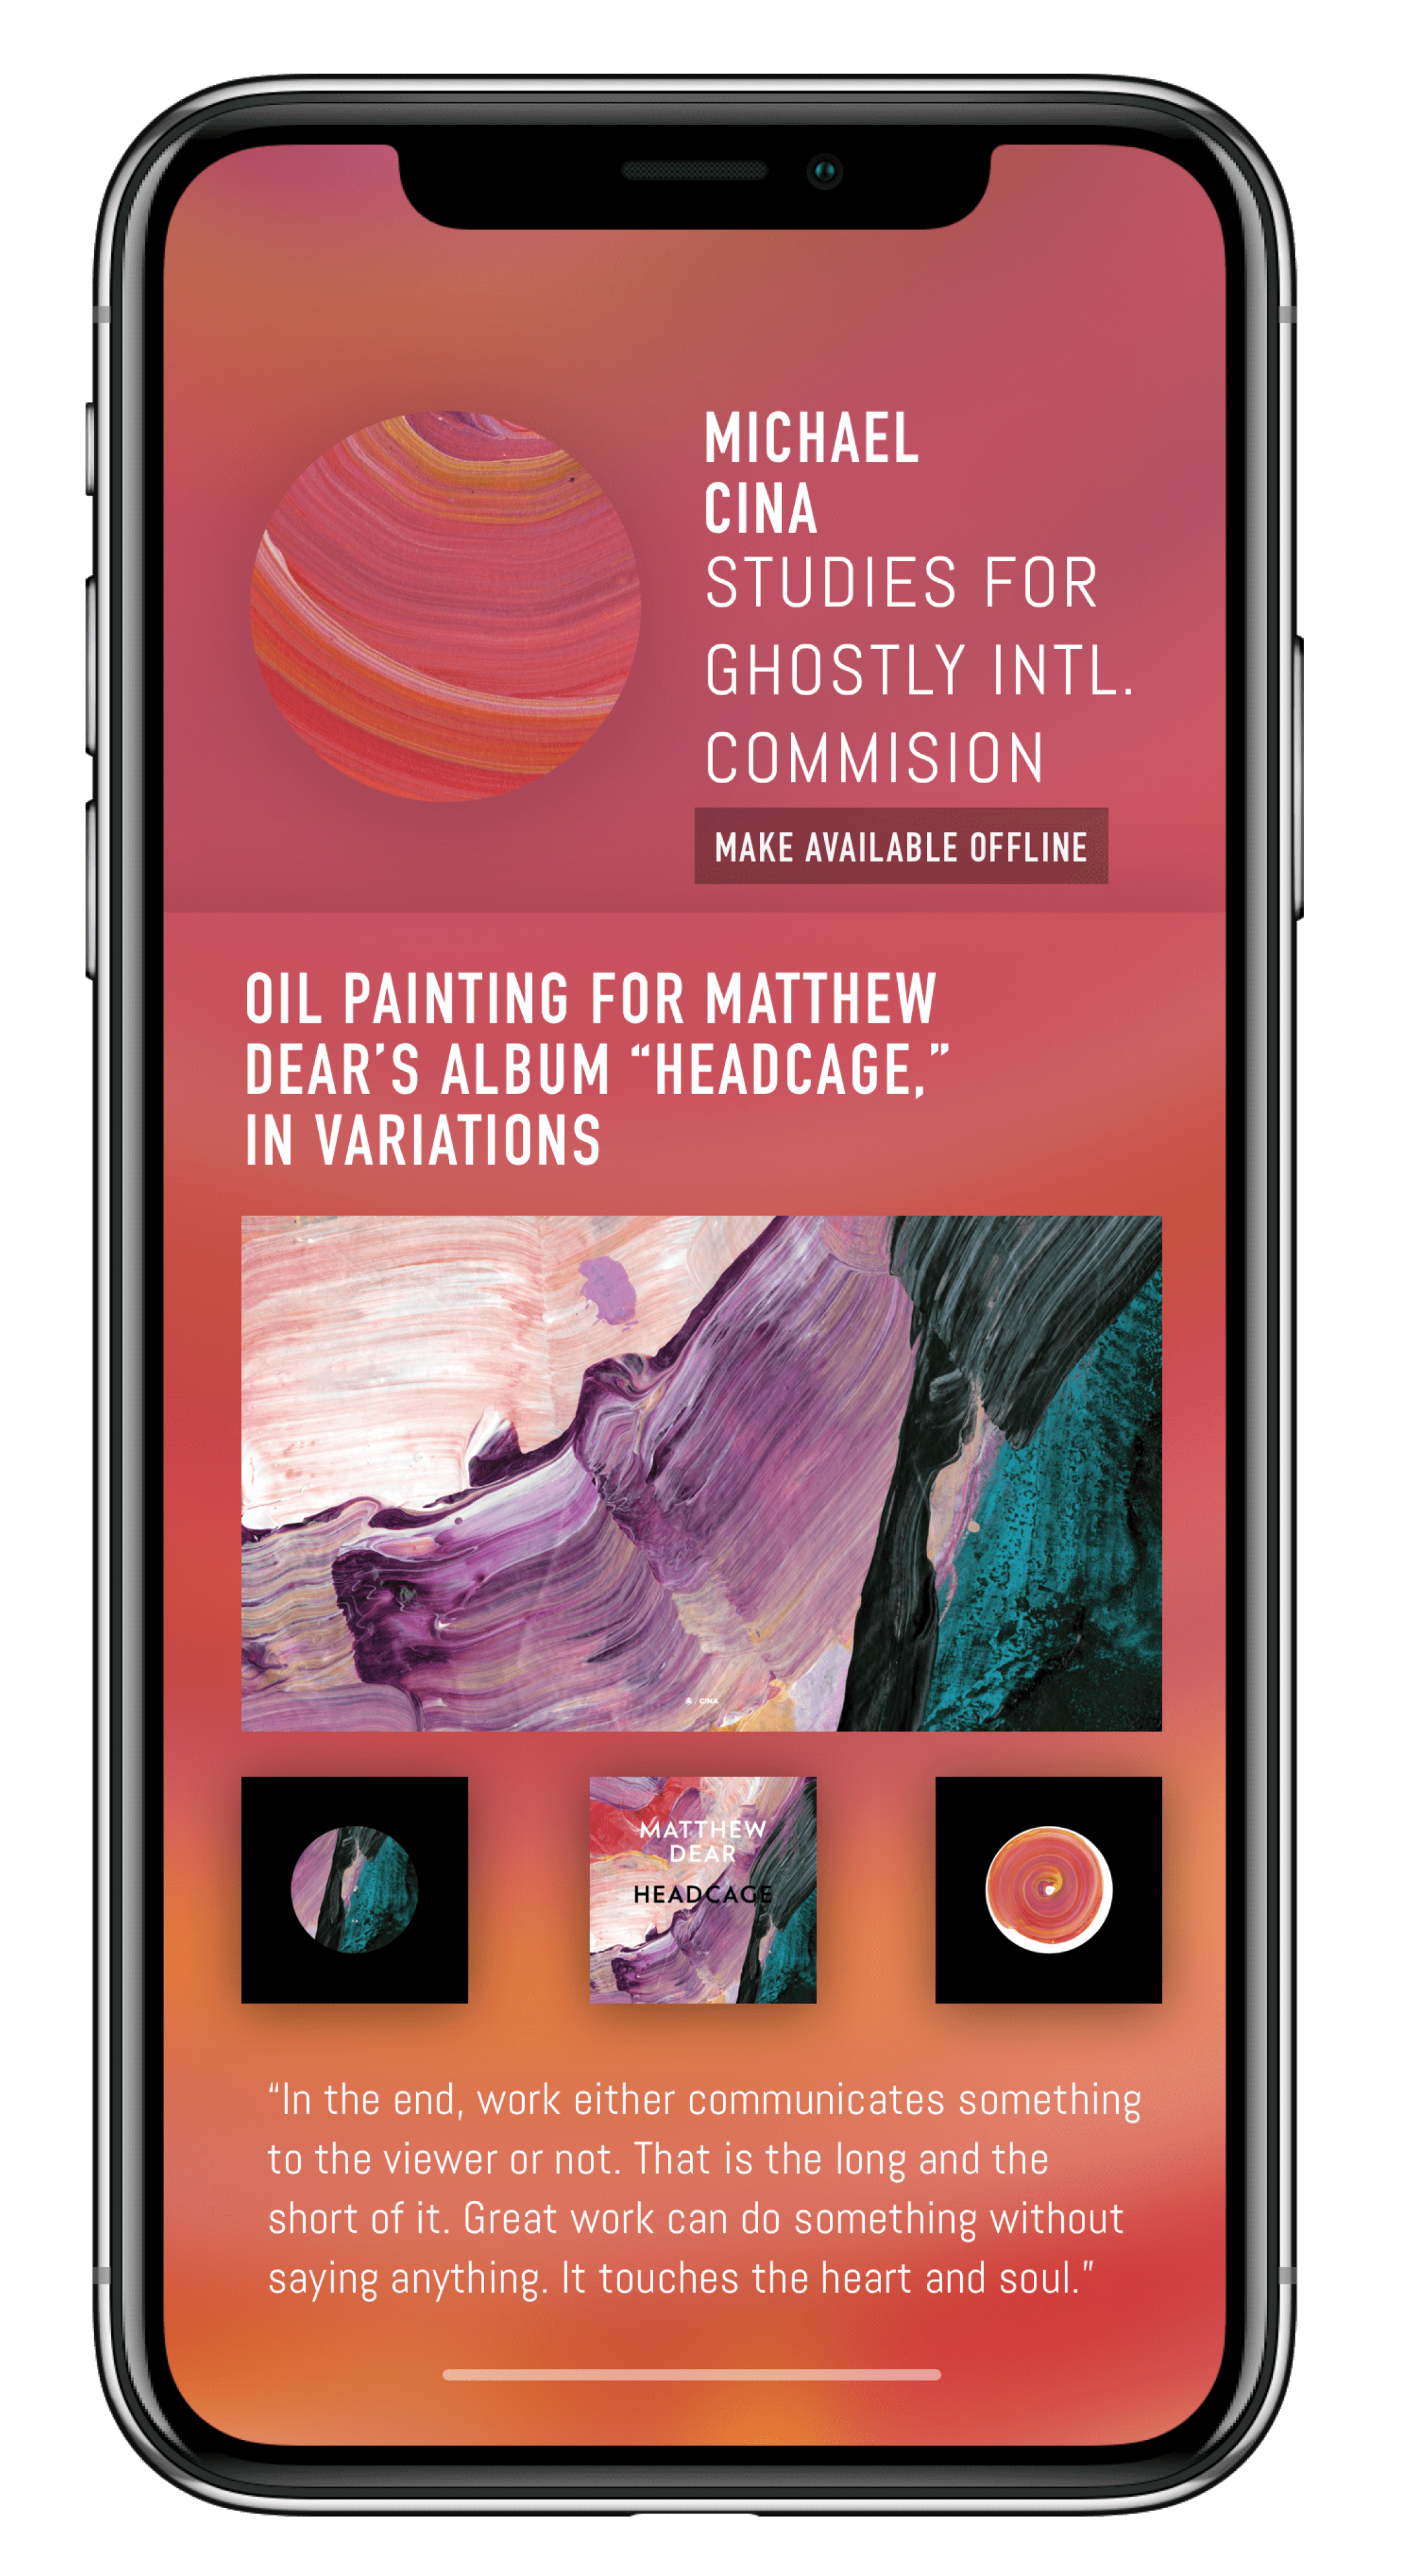 MICHAEL
CINA
STUDIES FOR
GHOSTLY INTL.
COMMISION
MAKE AVAILABLE OFFLINE
OIL PAINTING FOR MATTHEW
DEAR’S ALBUM “HEADCAGE,”
IN VARIATIONS
CINA
MATTHEW
DEAR
HEADCAGE
“In the end, work either communicates something
to the viewer or not. That is the long and the
short of it. Great work can do something without
saying anything. It touches the heart and soul.”